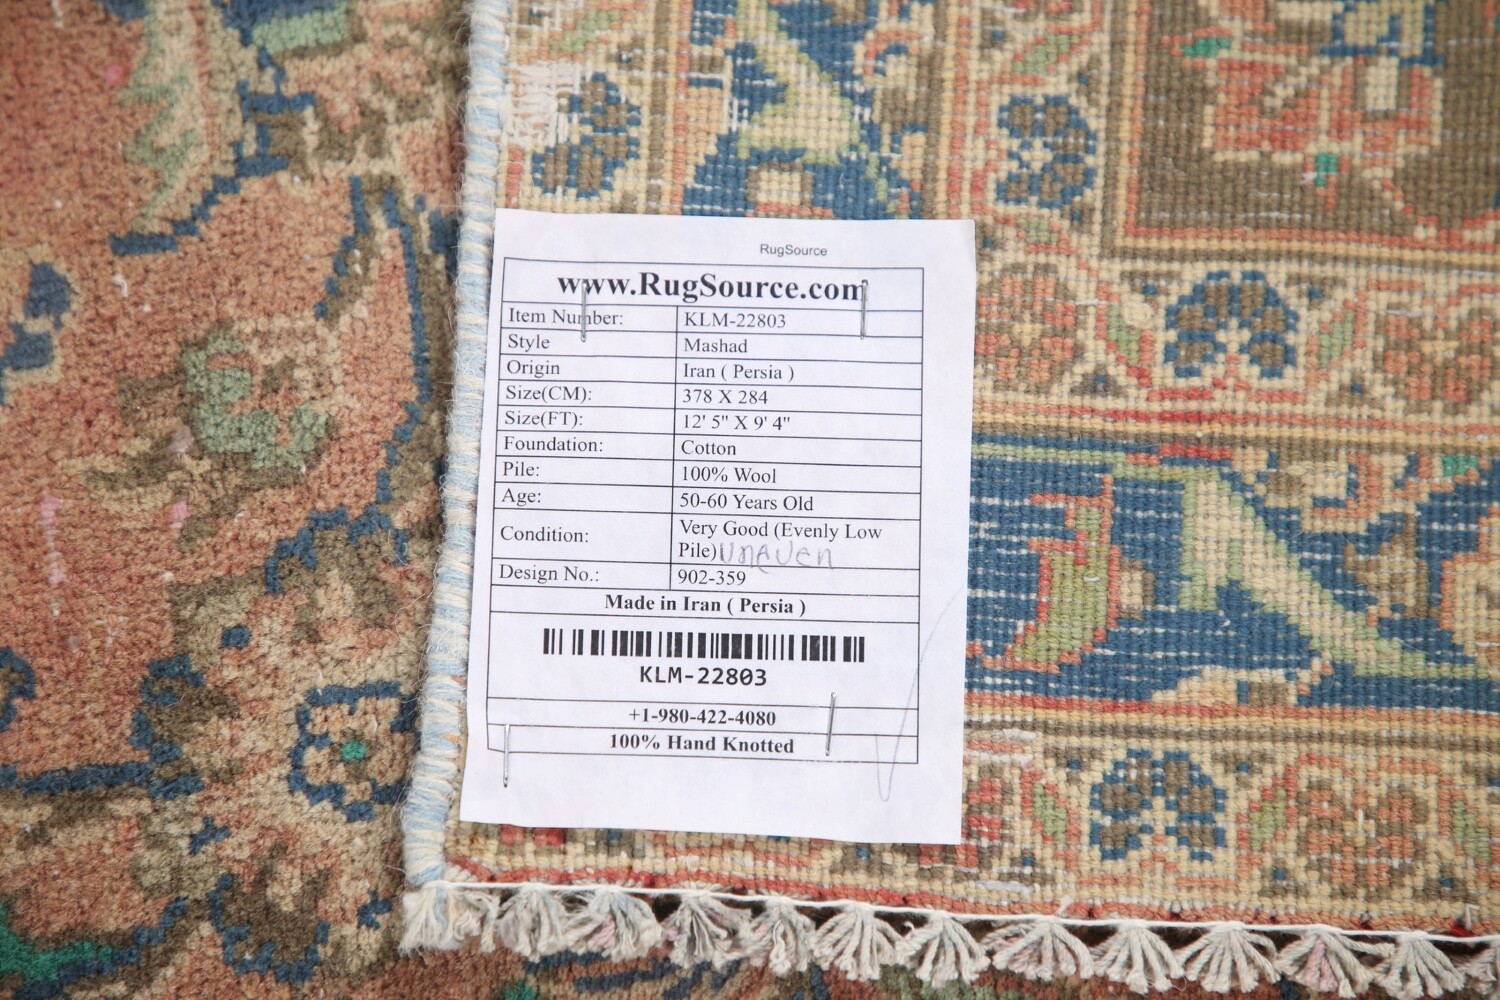 RugSource
www.RugSource.com
Item Number: KLM-22803
Style Mashad
Origin Iran ( Persia )
Size(CM): 378 X 284
Size(FT): 12' 5" X 9' 4"
Foundation: Cotton
Pile: 100% Wool
Age: 50-60 Years Old
Condition: Very Good (Evenly Low
Pile) uneven
Design No.: 902-359
Made in Iran ( Persia )
KLM-22803
+1-980-422-4080
100% Hand Knotted